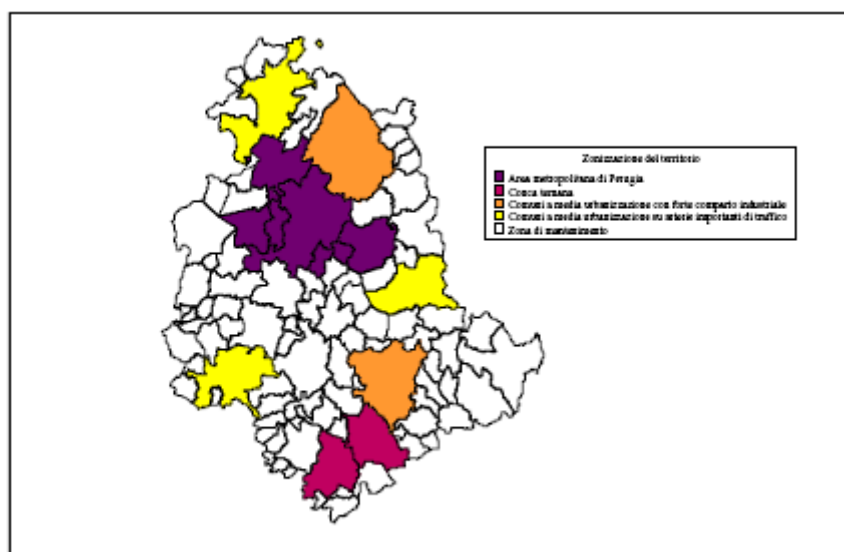 Zonizzazione del territorio
Area metropolitana di Perugia
Conca ternana
Comuni a media urbanizzazione con forte comparto industriale
Comuni a media urbanizzazione su arterie importanti di traffico
Zona di mantenimento